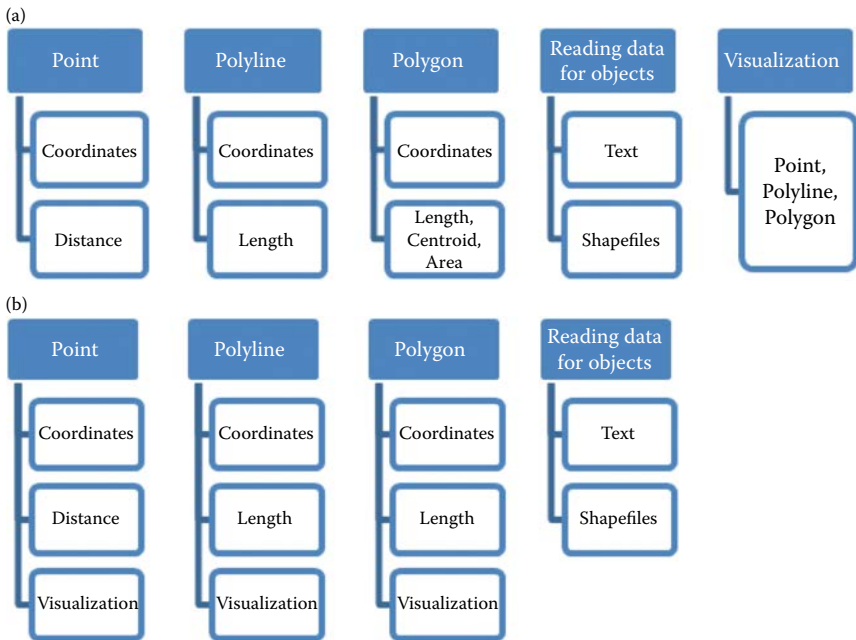 (a)
Point
Polyline
Polygon
Reading data
for objects
Visualization
Coordinates
Coordinates
Coordinates
Text
Point,
Polyline,
Polygon
Distance
Length
Length,
Centroid,
Area
Shapefiles
(b)
Point
Polyline
Polygon
Reading data
for objects
Coordinates
Coordinates
Coordinates
Text
Distance
Length
Length
Shapefiles
Visualization
Visualization
Visualization